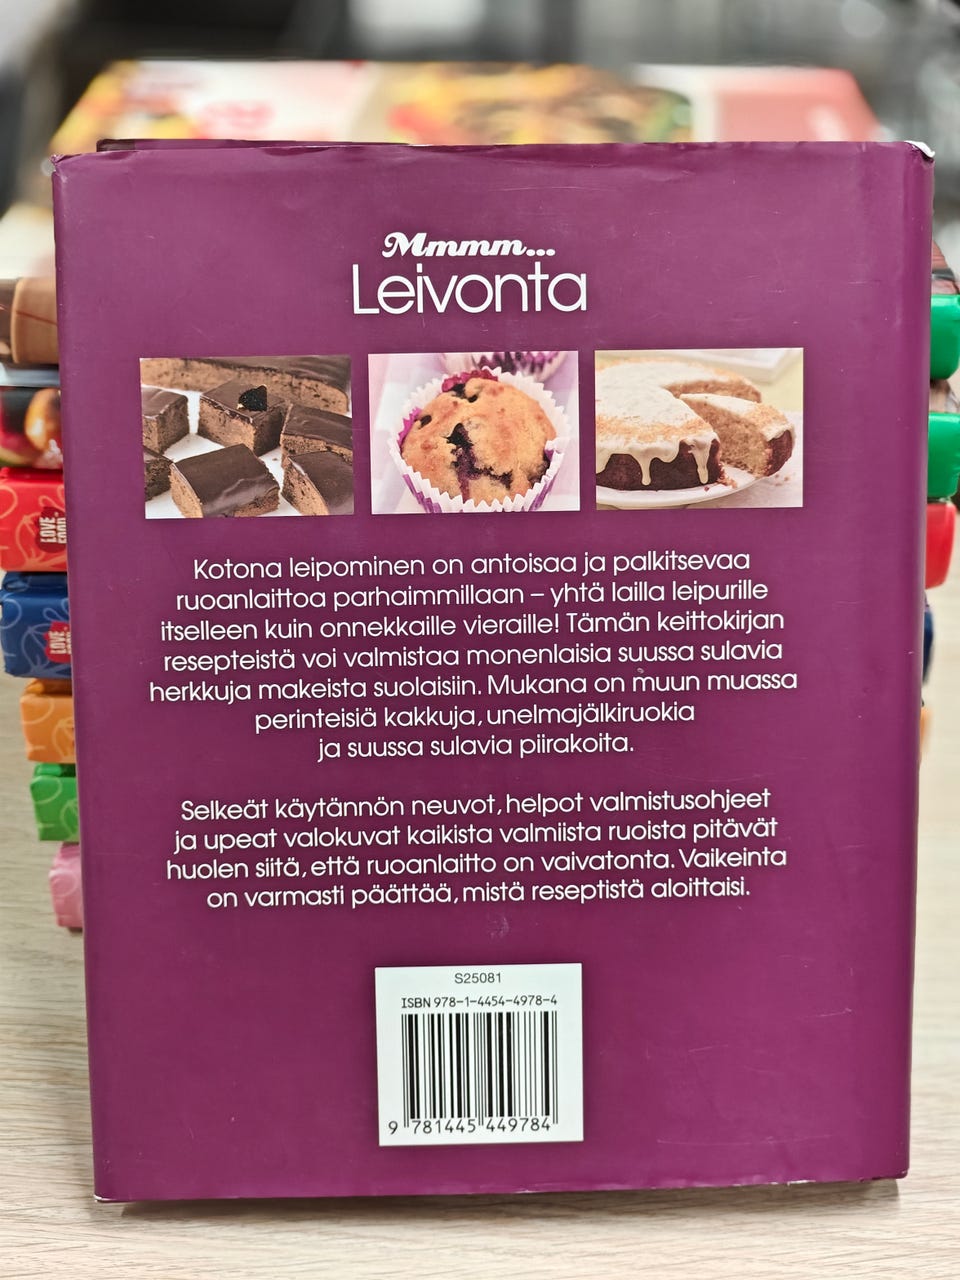 Mmmm...
Leivonta
Kotona leipominen on antoisaa ja palkitsevaa
ruoanlaittoa parhaimmillaan – yhtä lailla leipurille
itselleen kuin onnekkaille vieraille! Tämän keittokirjan
resepteistä voi valmistaa monenlaisia suussa sulavia
herkkuja makeista suolaisiin. Mukana on muun muassa
perinteisiä kakkuja, unelmajälkiruokia
ja suussa sulavia piirakoita.
Selkeät käytännön neuvot, helpot valmistusohjeet
ja upeat valokuvat kaikista valmiista ruoista pitävät
huolen siitä, että ruoanlaitto on vaivatonta. Vaikeinta
on varmasti päättää, mistä reseptistä aloittaisi.
S25081
ISBN 978-1-4454-4978-4
9 781445 449784
LOVE
FOOD
LOVE